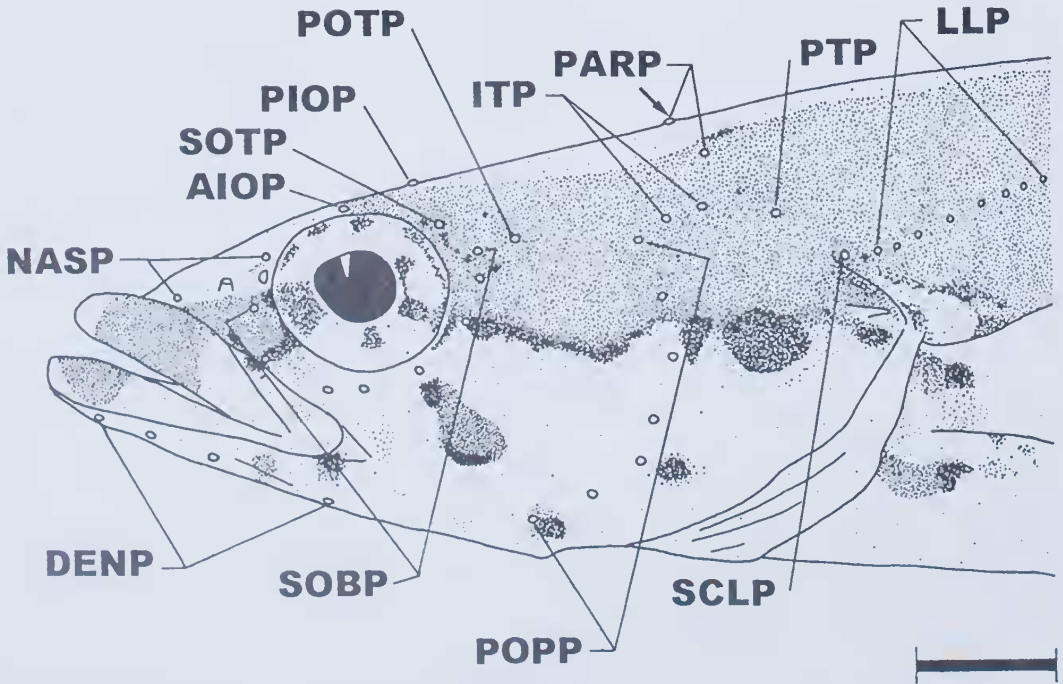 POTP
LLP
PARP
PTP
PIOP
ITP
SOTP
AIOP
NASP
DENP
SOBP
SCLP
POPP